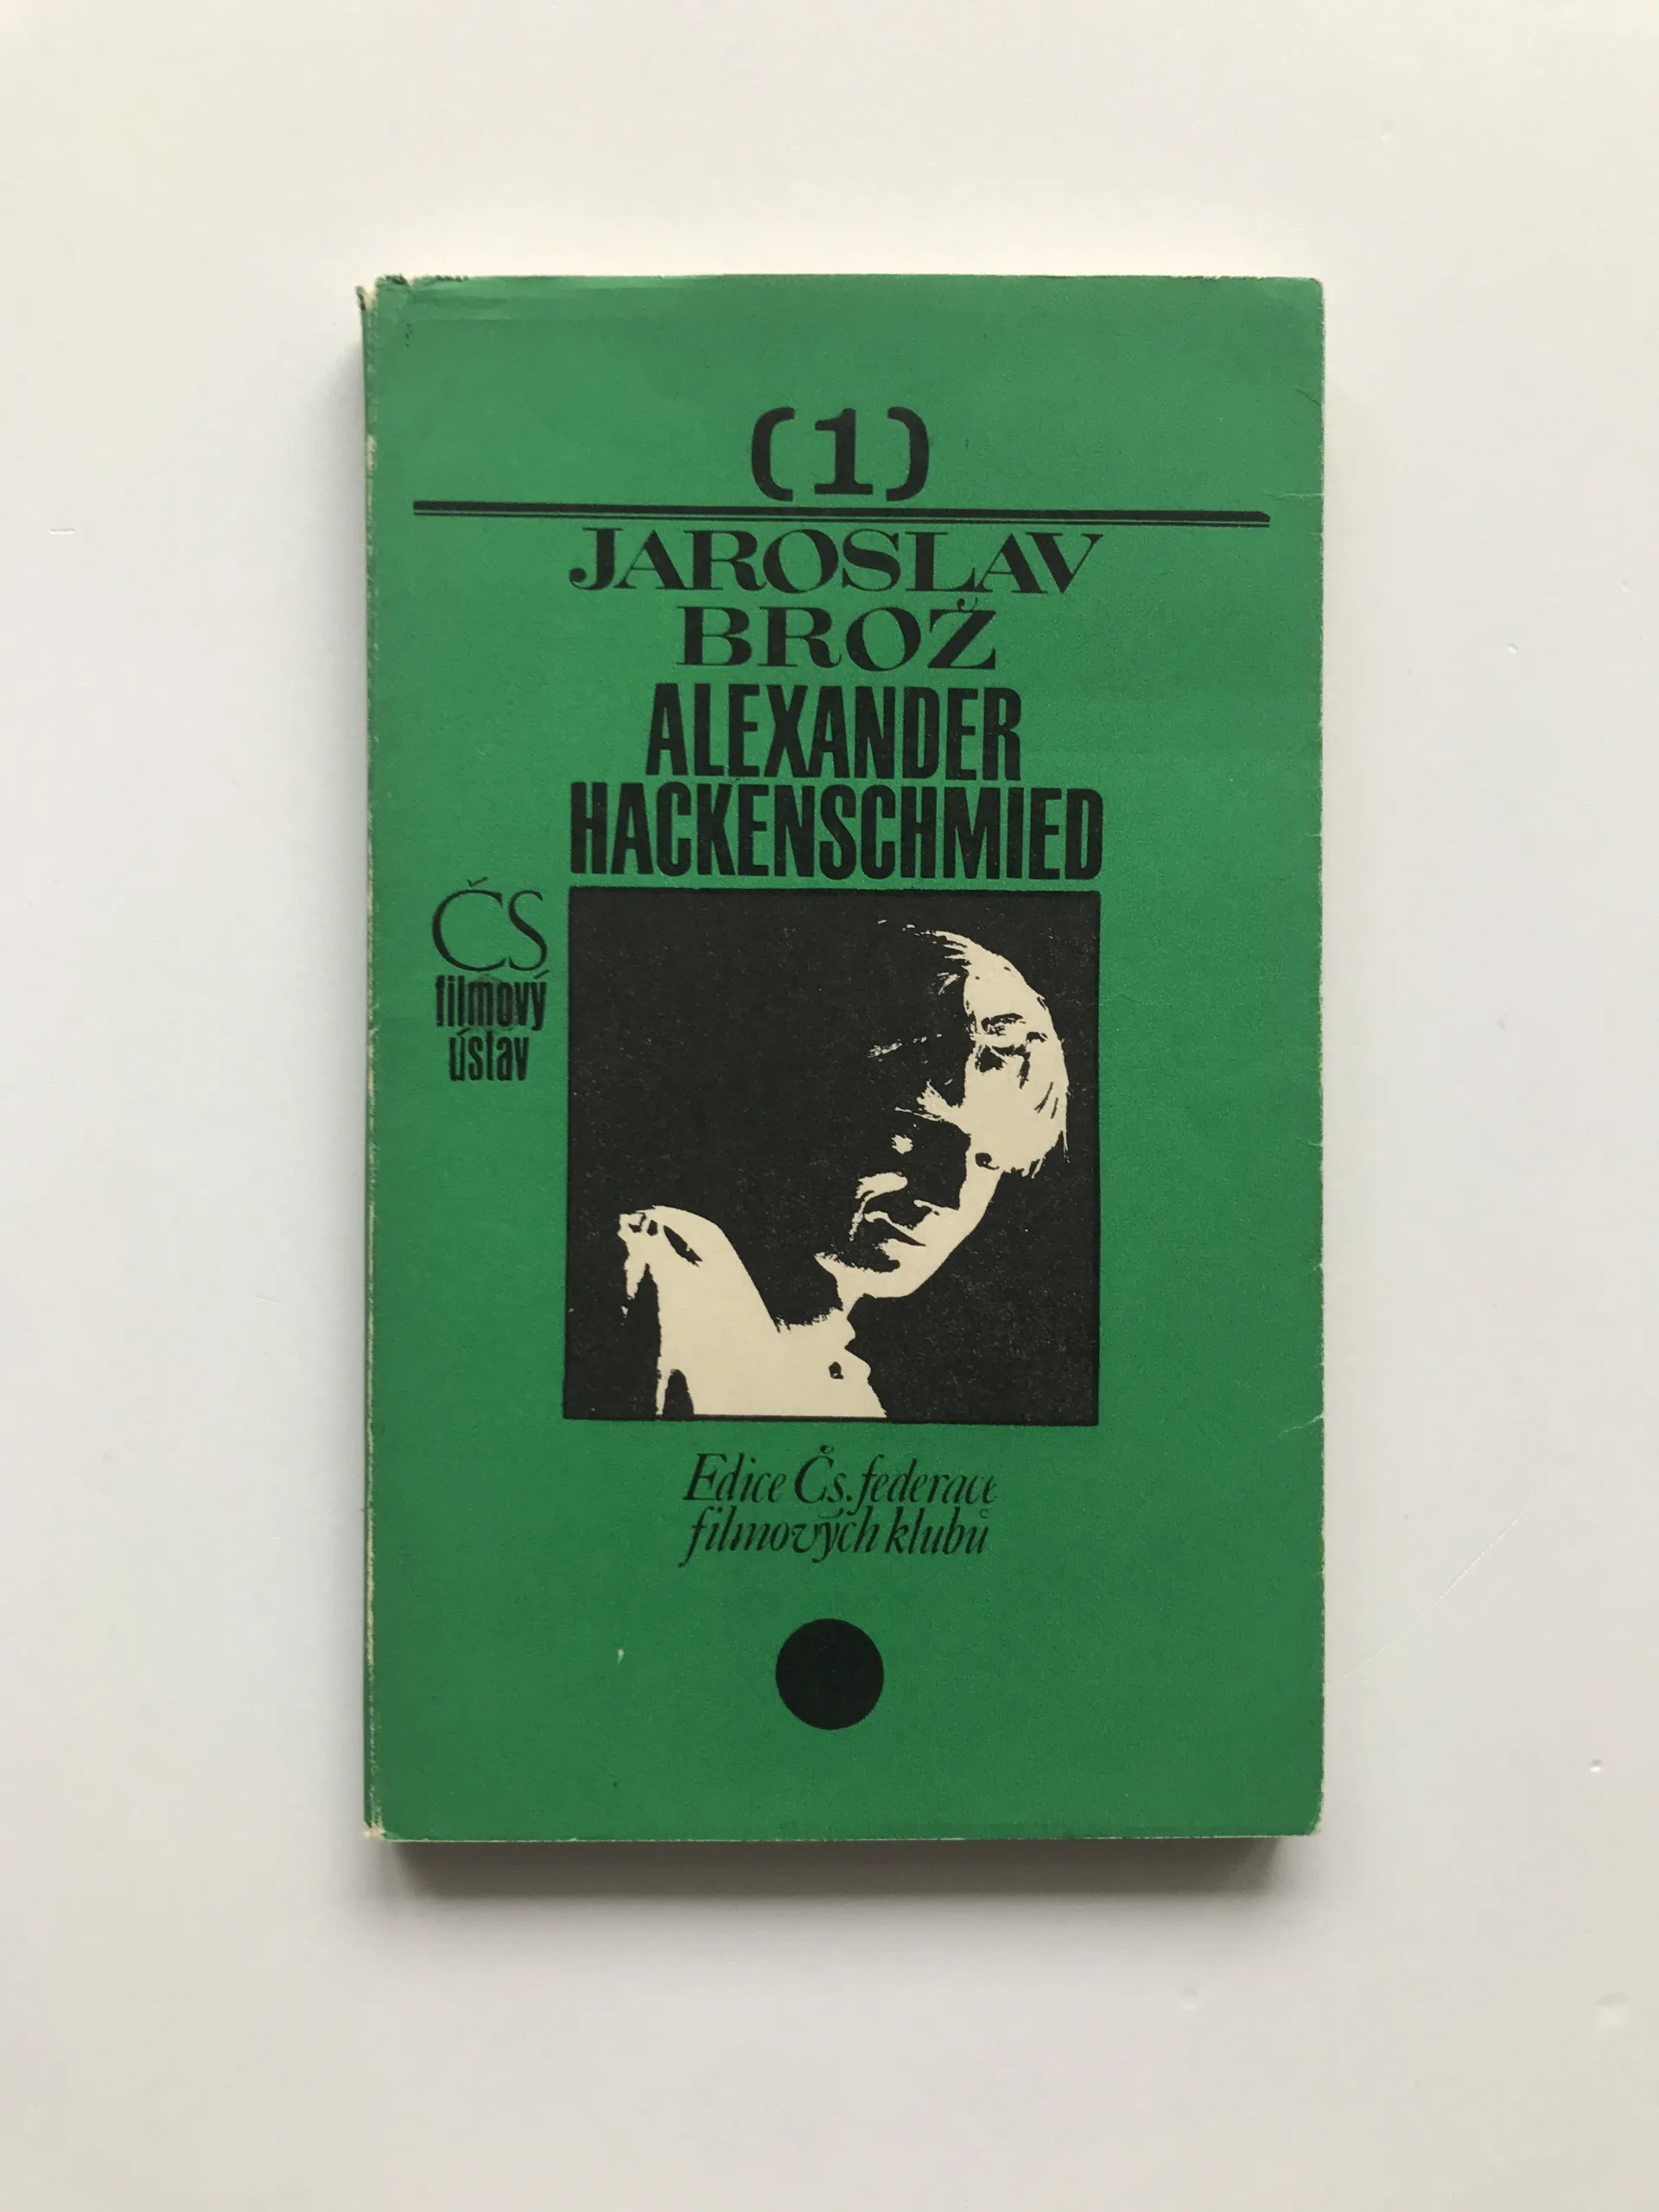 (1)
JAROSLAV
BROŽ
ALEXANDER
HACKENSCHMIED
ČS
filmový
ústav
Edice Čs. federace
filmových klubů